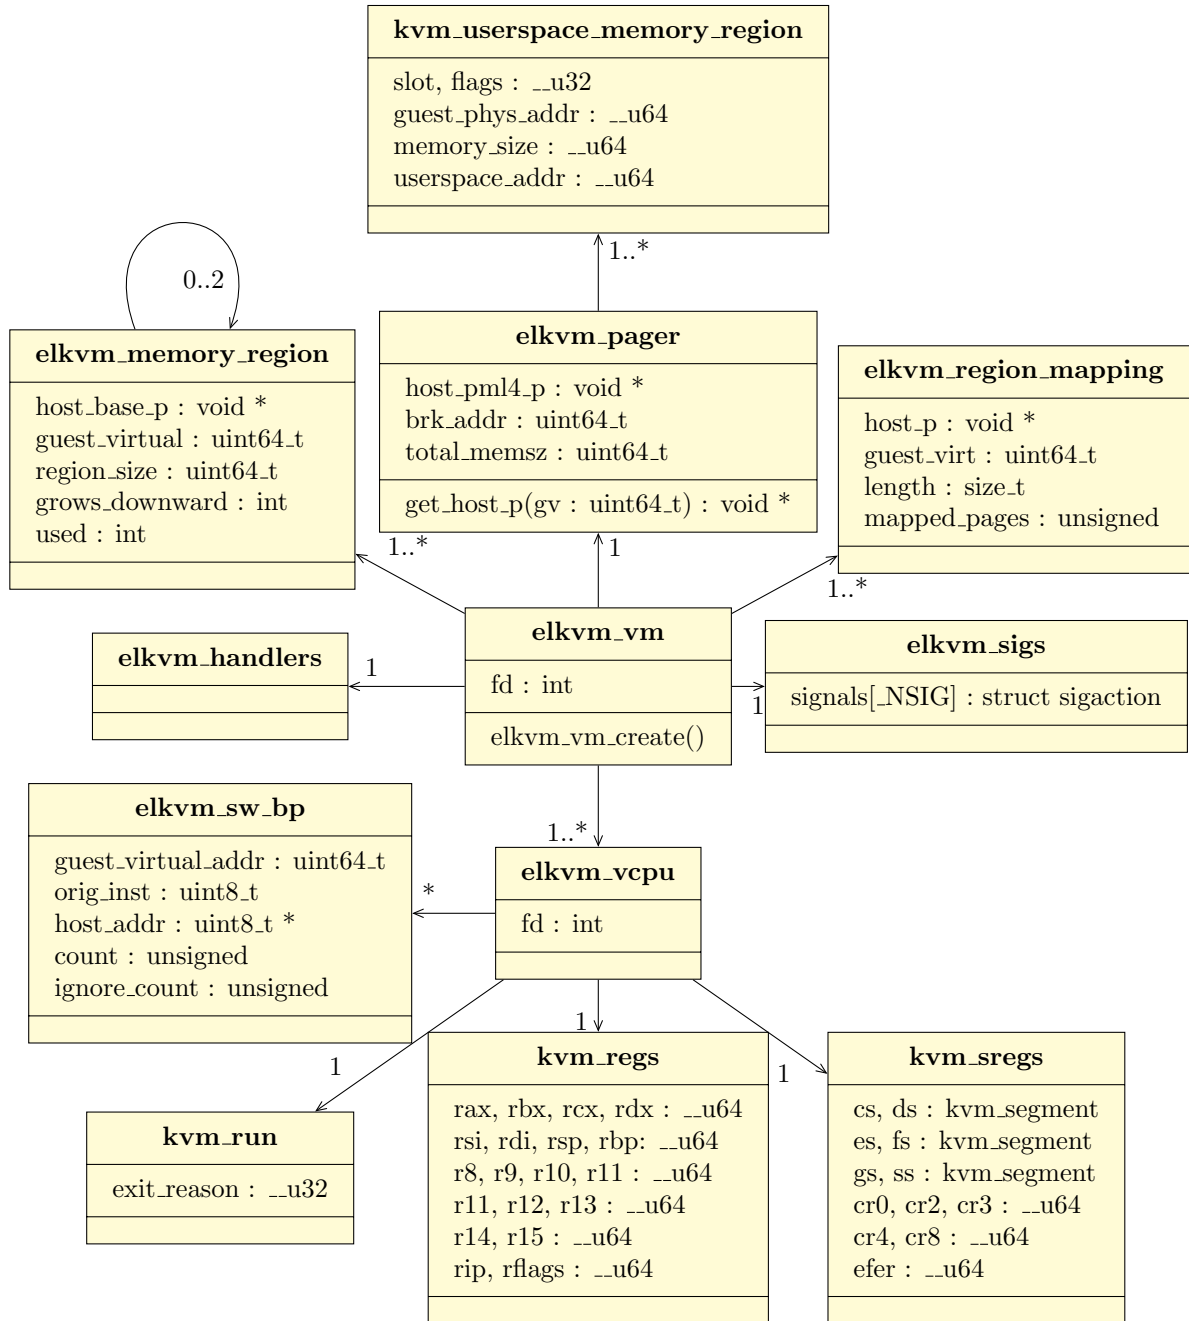 kvm_userspace_memory_region
slot, flags : __u32
guest_phys_addr : __u64
memory_size : __u64
userspace_addr : __u64
1..*
0..2
elkvm_memory_region
host_base_p : void *
guest_virtual : uint64_t
region_size : uint64_t
grows_downward : int
used : int
elkvm_pager
host_pml4_p : void *
brk_addr : uint64_t
total_memsz : uint64_t
get_host_p(gv : uint64_t) : void *
elkvm_region_mapping
host_p : void *
guest_virt : uint64_t
length : size_t
mapped_pages : unsigned
1..*
1
1..*
elkvm_handlers
1
elkvm_vm
fd : int
elkvm_vm_create()
elkvm_sigs
signals[_NSIG] : struct sigaction
1
1..*
elkvm_sw_bp
guest_virtual_addr : uint64_t
orig_inst : uint8_t
host_addr : uint8_t *
count : unsigned
ignore_count : unsigned
*
elkvm_vcpu
fd : int
1
1
1
kvm_run
exit_reason : __u32
kvm_regs
rax, rbx, rcx, rdx : __u64
rsi, rdi, rsp, rbp: __u64
r8, r9, r10, r11 : __u64
r11, r12, r13 : __u64
r14, r15 : __u64
rip, rflags : __u64
kvm_sregs
cs, ds : kvm_segment
es, fs : kvm_segment
gs, ss : kvm_segment
cr0, cr2, cr3 : __u64
cr4, cr8 : __u64
efer : __u64